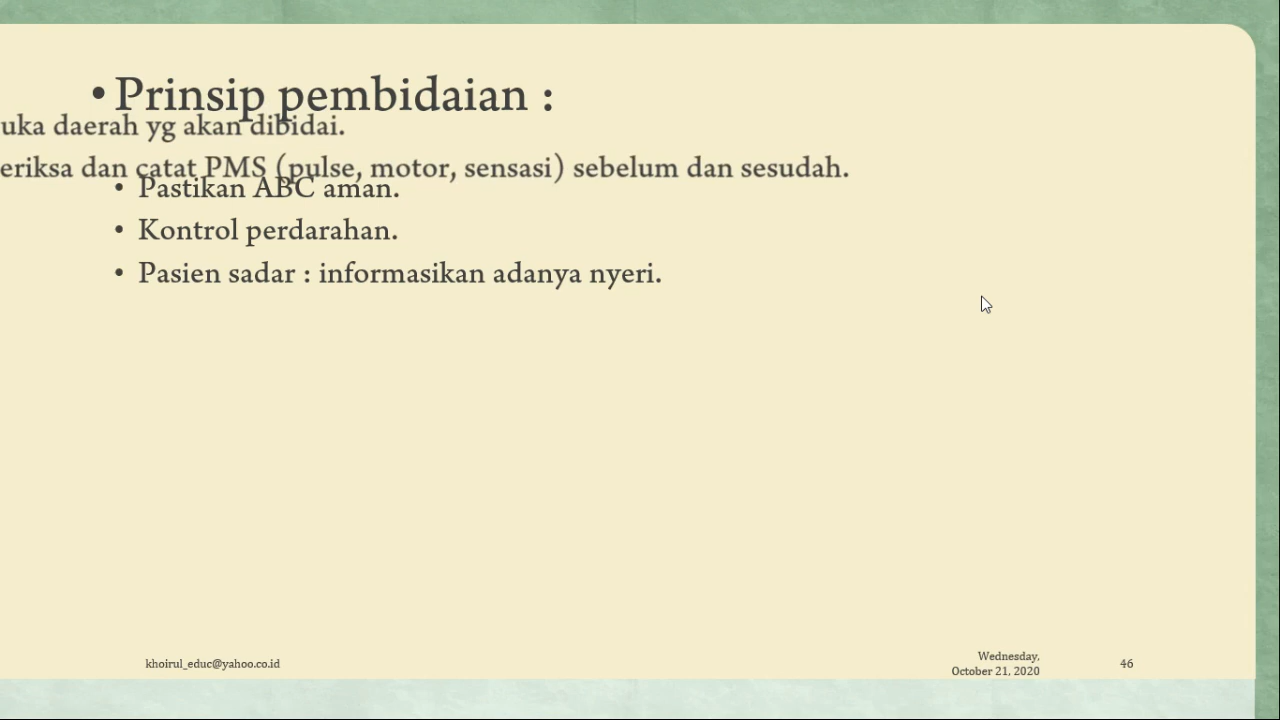 • Prinsip pembidaian :
uka daerah yg akan dibidai.
eriksa dan catat PMS (pulse, motor, sensasi) sebelum dan sesudah.
• Pastikan ABC aman.
• Kontrol perdarahan.
• Pasien sadar : informasikan adanya nyeri.
khoirul_educ@yahoo.co.id
Wednesday,
October 21, 2020
46